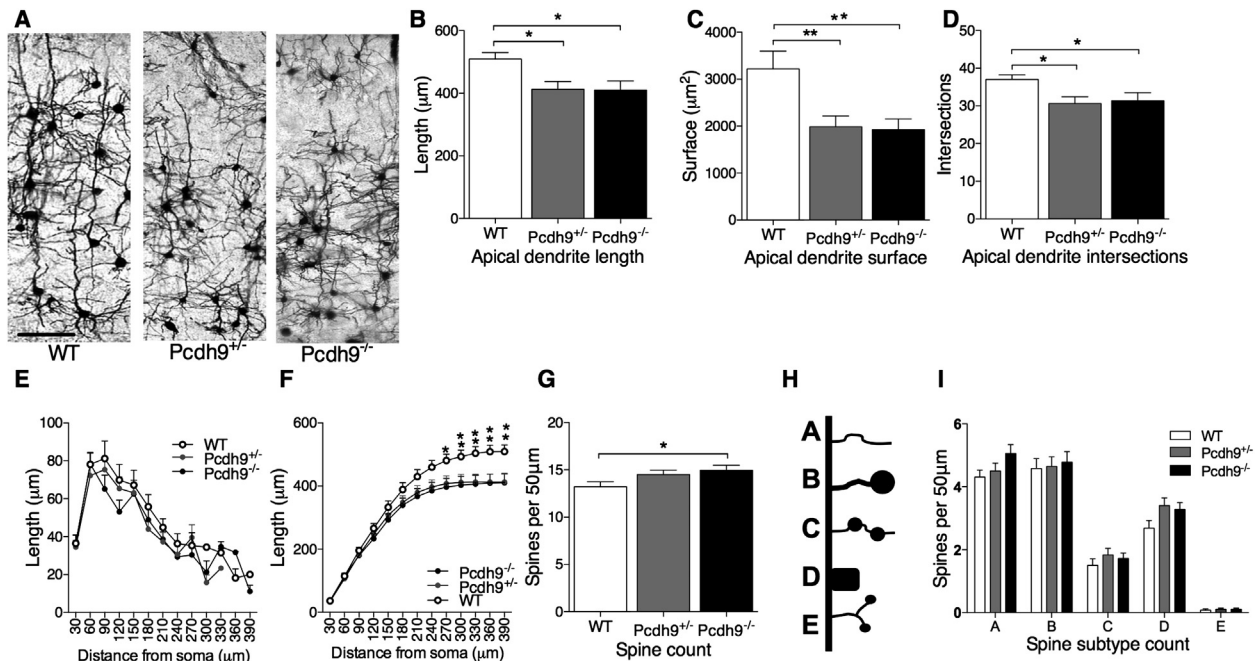 A
WT
Pcdh9+/-
Pcdh9-/-
B
600
400
200
0
Length (μm)
*
*
WT
Pcdh9+/-
Pcdh9-/-
Apical dendrite length
C
4000
3000
2000
1000
0
Surface (μm2)
**
**
WT
Pcdh9+/-
Pcdh9-/-
Apical dendrite surface
D
50
40
30
20
10
0
Intersections
*
*
WT
Pcdh9+/-
Pcdh9-/-
Apical dendrite intersections
E
100
80
60
40
20
0
Length (μm)
WT
Pcdh9+/-
Pcdh9-/-
30
60
90
120
150
180
210
240
270
300
330
360
390
Distance from soma (μm)
F
600
400
200
0
Length (μm)
*
**
**
**
**
Pcdh9-/-
Pcdh9+/-
WT
30
60
90
120
150
180
210
240
270
300
330
360
390
Distance from soma (μm)
G
20
15
10
5
0
Spines per 50μm
*
WT
Pcdh9+/-
Pcdh9-/-
Spine count
H
A
B
C
D
E
I
6
4
2
0
Spines per 50μm
WT
Pcdh9+/-
Pcdh9-/-
A
B
C
D
E
Spine subtype count